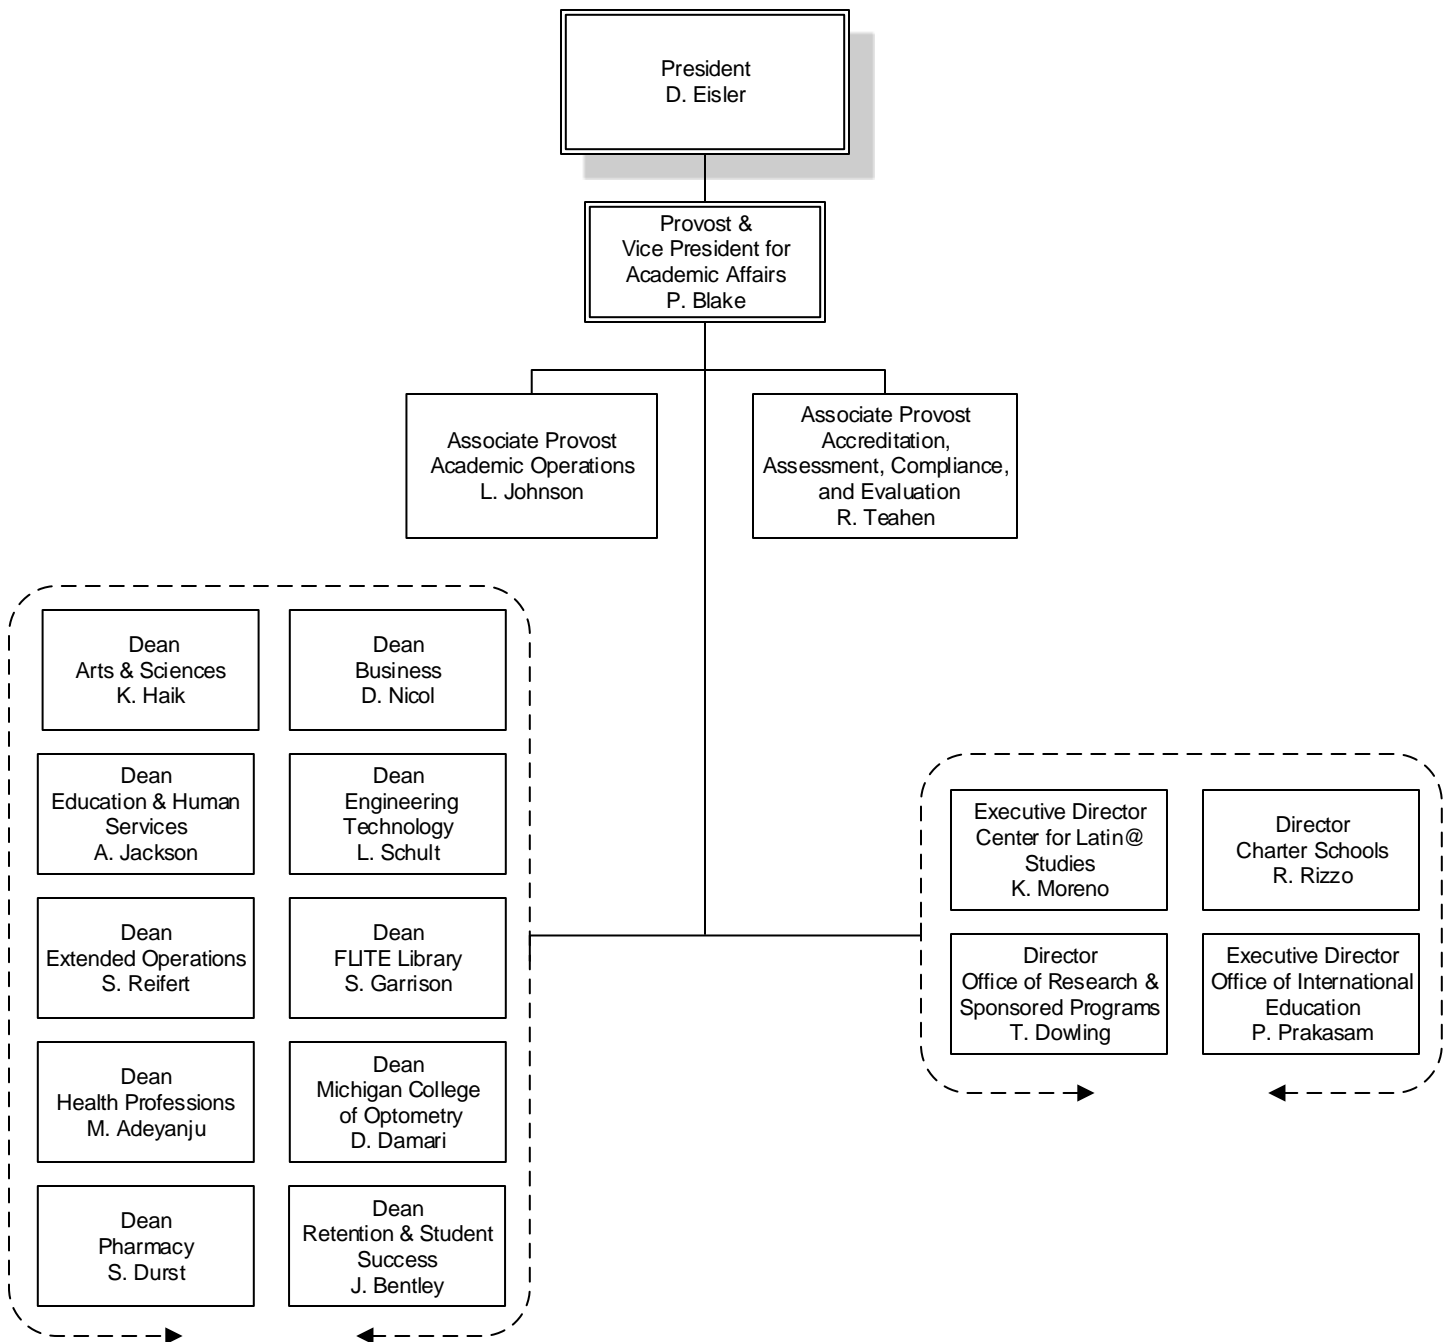 President
D. Eisler
Provost &
Vice President for
Academic Affairs
P. Blake
Associate Provost
Academic Operations
L. Johnson
Associate Provost
Accreditation,
Assessment, Compliance,
and Evaluation
R. Teahen
Dean
Arts & Sciences
K. Haik
Dean
Business
D. Nicol
Dean
Education & Human
Services
A. Jackson
Dean
Engineering
Technology
L. Schult
Dean
Extended Operations
S. Reifert
Dean
FLITE Library
S. Garrison
Dean
Health Professions
M. Adeyanju
Dean
Michigan College
of Optometry
D. Damari
Dean
Pharmacy
S. Durst
Dean
Retention & Student
Success
J. Bentley
Executive Director
Center for Latin@
Studies
K. Moreno
Director
Charter Schools
R. Rizzo
Director
Office of Research &
Sponsored Programs
T. Dowling
Executive Director
Office of International
Education
P. Prakasam